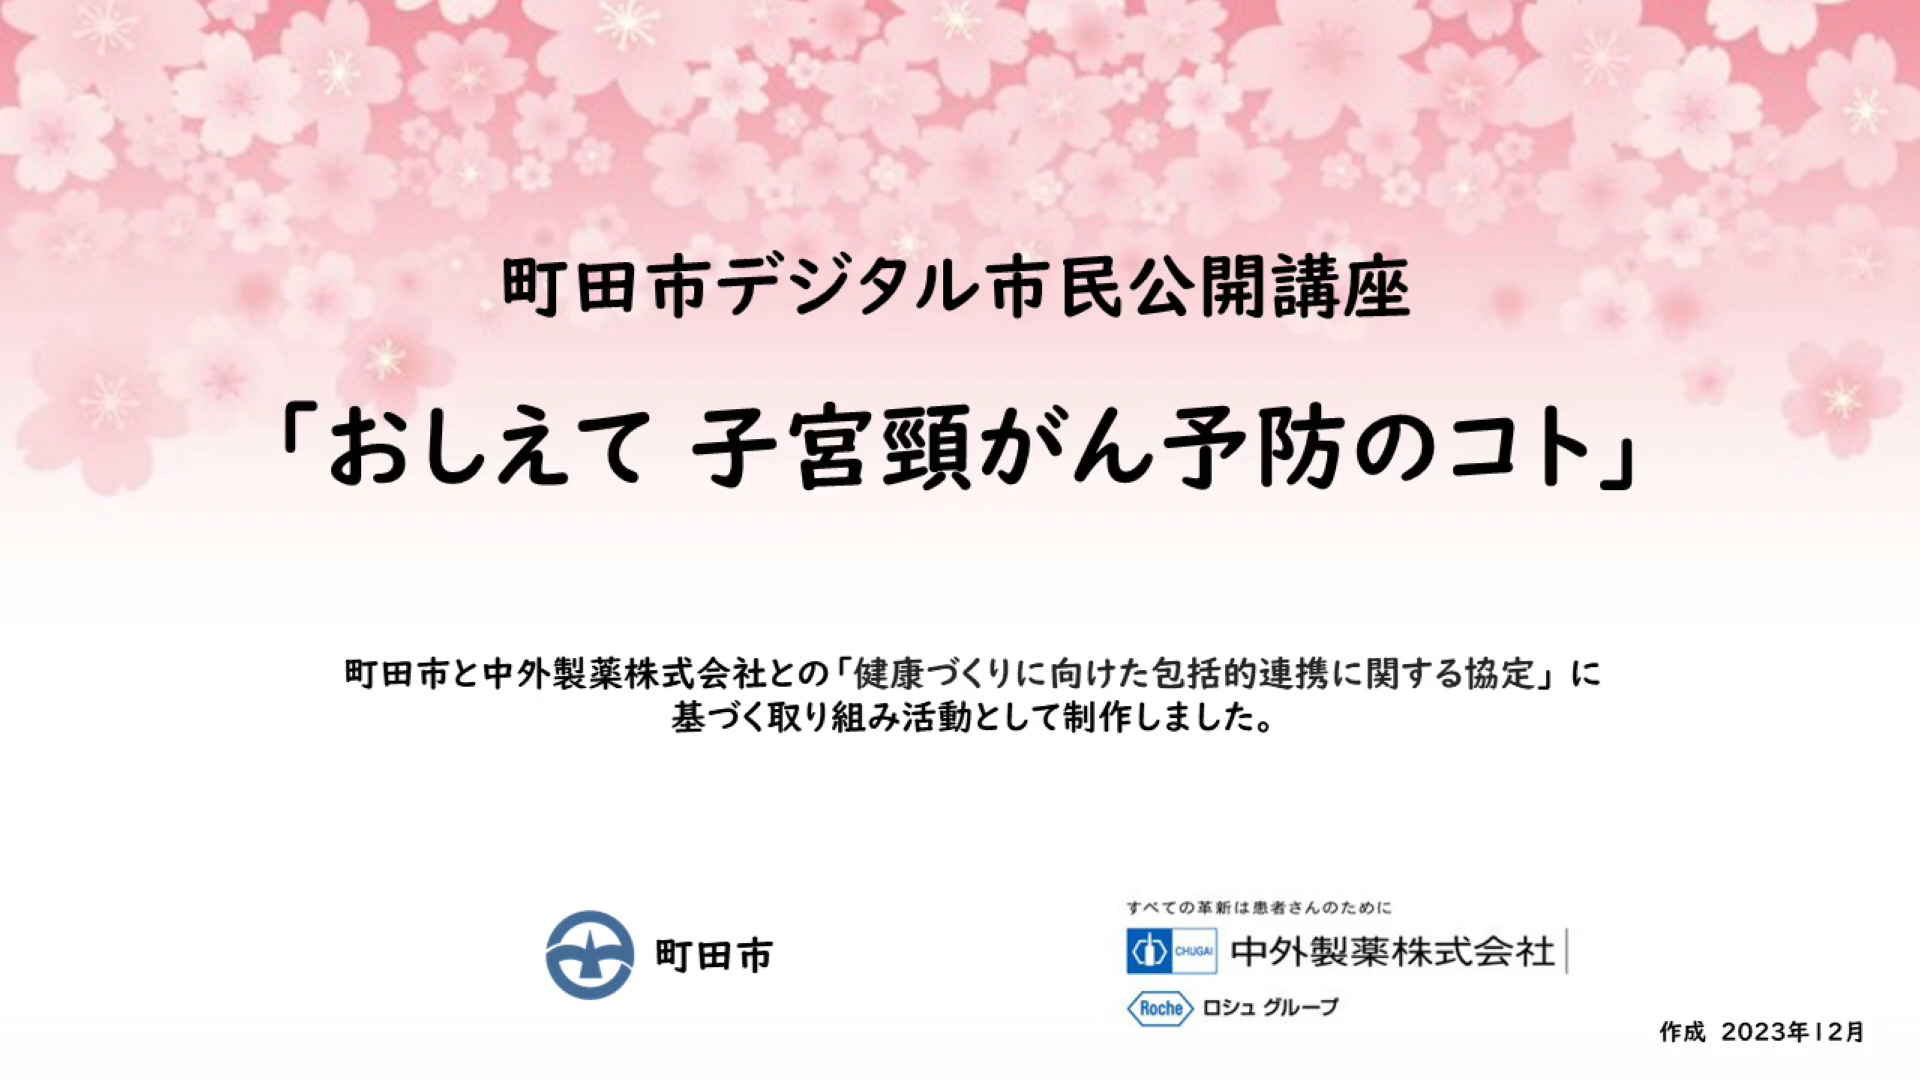 町田市デジタル市民公開講座
「おしえて 子宮頸がん予防のコト」
町田市と中外製薬株式会社との「健康づくりに向けた包括的連携に関する協定」に
基づく取り組み活動として制作しました。
町田市
すべての革新は患者さんのために
CHUGAI 中外製薬株式会社
Roche ロシュ グループ
作成 2023年12月